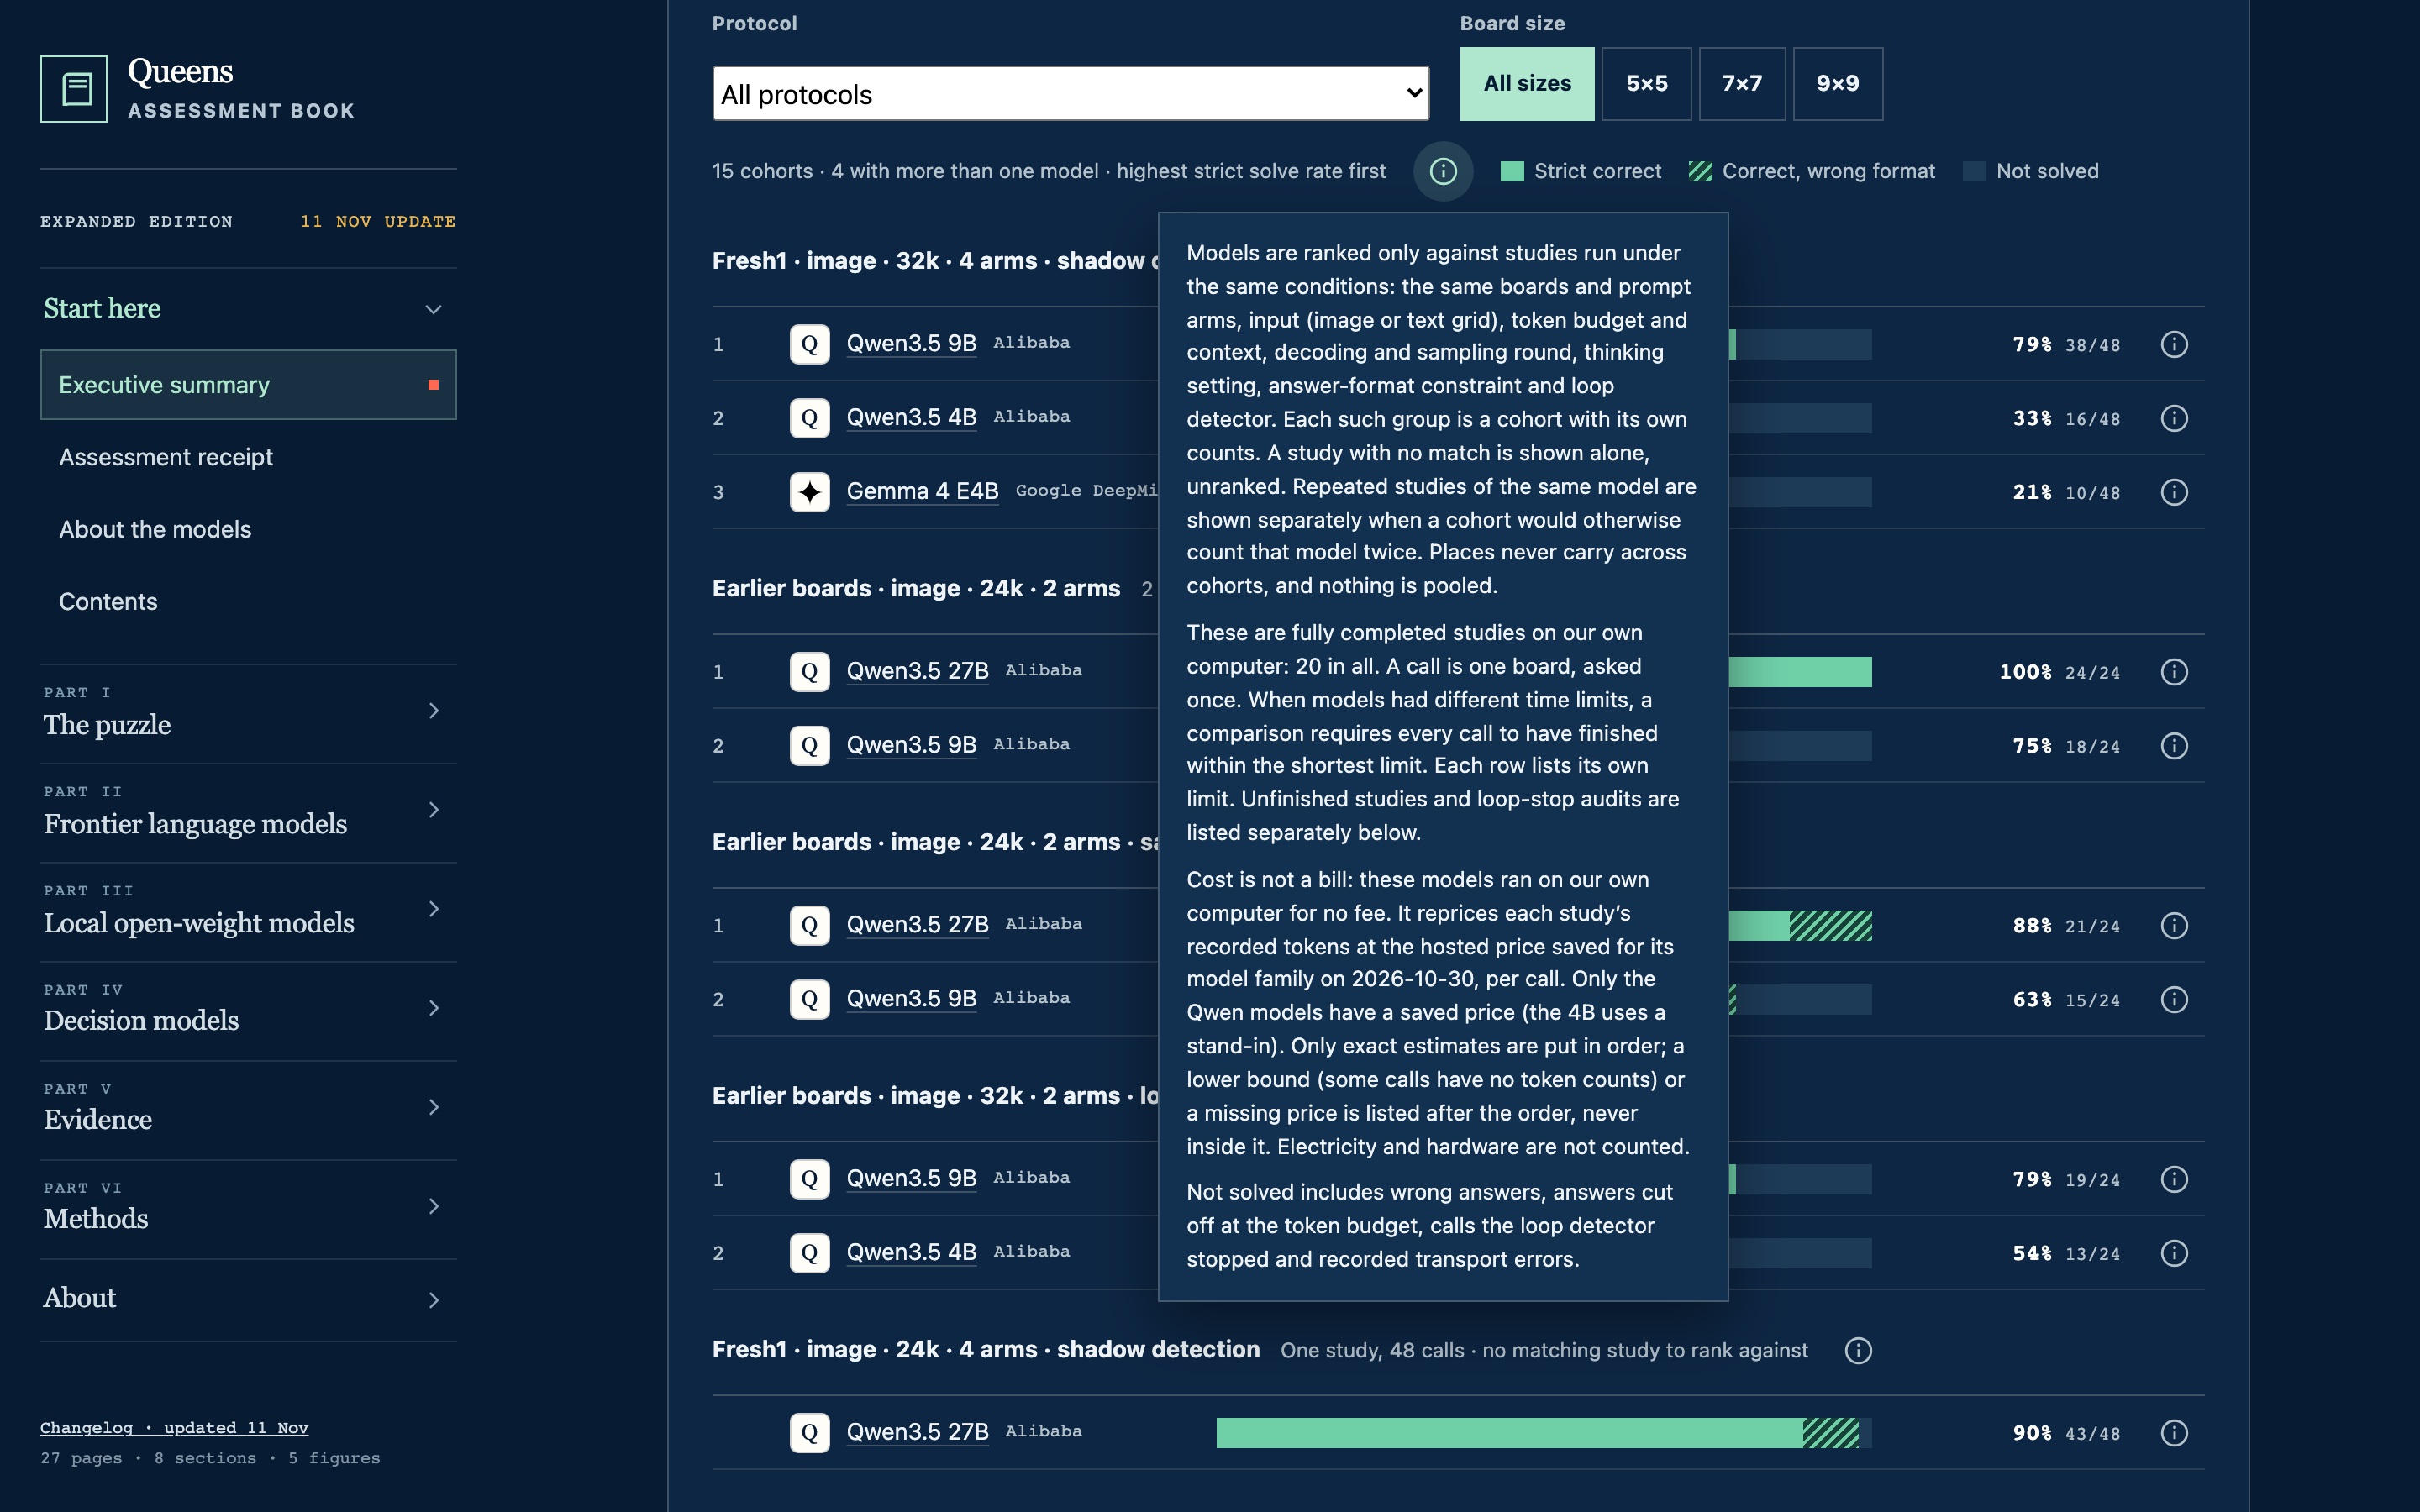 Queens
ASSESSMENT BOOK
EXPANDED EDITION
11 NOV UPDATE
Start here
Executive summary
Assessment receipt
About the models
Contents
PART I
The puzzle
PART II
Frontier language models
PART III
Local open-weight models
PART IV
Decision models
PART V
Evidence
PART VI
Methods
About
Changelog · updated 11 Nov
27 pages · 8 sections · 5 figures
Protocol
All protocols
Board size
All sizes
5×5
7×7
9×9
15 cohorts · 4 with more than one model · highest strict solve rate first
Strict correct
Correct, wrong format
Not solved
Fresh1 · image · 32k · 4 arms · shadow
1 Q Qwen3.5 9B Alibaba 79% 38/48
2 Q Qwen3.5 4B Alibaba 33% 16/48
3 Gemma 4 E4B Google 21% 10/48
Earlier boards · image · 24k · 2 arms 2
1 Q Qwen3.5 27B Alibaba 100% 24/24
2 Q Qwen3.5 9B Alibaba 75% 18/24
Earlier boards · image · 24k · 2 arms ·
1 Q Qwen3.5 27B Alibaba 88% 21/24
2 Q Qwen3.5 9B Alibaba 63% 15/24
Earlier boards · image · 32k · 2 arms ·
1 Q Qwen3.5 9B Alibaba 79% 19/24
2 Q Qwen3.5 4B Alibaba 54% 13/24
Fresh1 · image · 24k · 4 arms · shadow detection One study, 48 calls · no matching study to rank against
Q Qwen3.5 27B Alibaba 90% 43/48
Models are ranked only against studies run under
the same conditions: the same boards and prompt
arms, input (image or text grid), token budget and
context, decoding and sampling round, thinking
setting, answer-format constraint and loop
detector. Each such group is a cohort with its own
counts. A study with no match is shown alone,
unranked. Repeated studies of the same model are
shown separately when a cohort would otherwise
count that model twice. Places never carry across
cohorts, and nothing is pooled.
These are fully completed studies on our own
computer: 20 in all. A call is one board, asked
once. When models had different time limits, a
comparison requires every call to have finished
within the shortest limit. Each row lists its own
limit. Unfinished studies and loop-stop audits are
listed separately below.
Cost is not a bill: these models ran on our own
computer for no fee. It reprices each study’s
recorded tokens at the hosted price saved for its
model family on 2026-10-30, per call. Only the
Qwen models have a saved price (the 4B uses a
stand-in). Only exact estimates are put in order; a
lower bound (some calls have no token counts) or
a missing price is listed after the order, never
inside it. Electricity and hardware are not counted.
Not solved includes wrong answers, answers cut
off at the token budget, calls the loop detector
stopped and recorded transport errors.